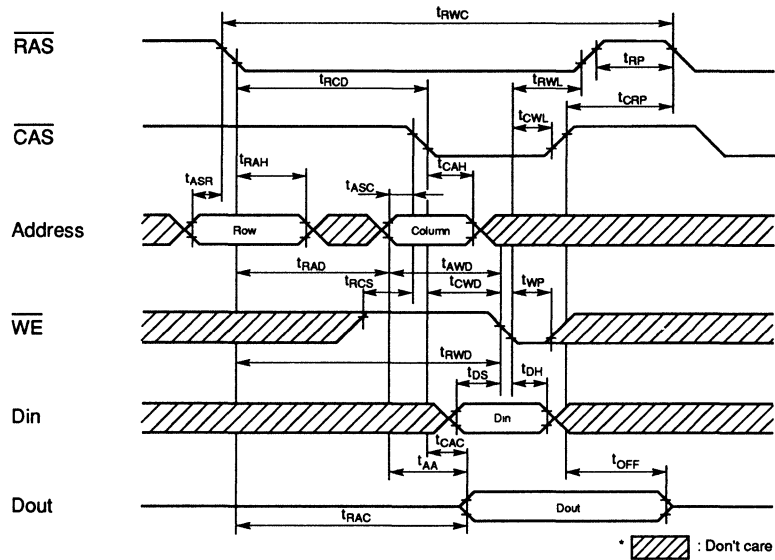 tRWC
RAS
tRP
tRCD
tRWL
tCRP
CAS
tCWL
tRAH
tCAH
tASR
tASC
Address
Row
Column
tRAD
tAWD
tRCS
tCWD
tWP
WE
tRWD
tDS
tDH
Din
Din
tCAC
tAA
tOFF
Dout
Dout
tRAC
* : Don't care